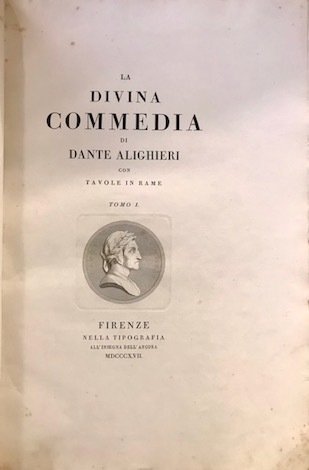 LA
DIVINA
COMMEDIA
DI
DANTE ALIGHIERI
CON
TAVOLE IN RAME
TOMO I.
FIRENZE
NELLA TIPOGRAFIA
ALL'INSEGNA DELL'ANCORA
MDCCCXVII.